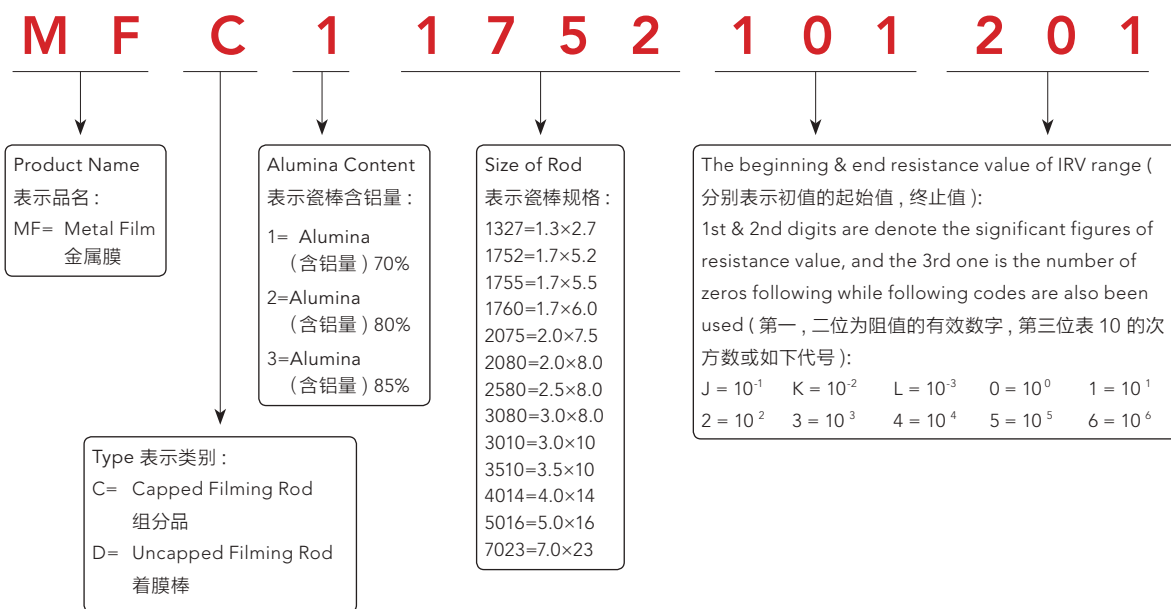 M F C 1 1 7 5 2 1 0 1 2 0 1
Product Name
表示品名 :
MF= Metal Film
金属膜
Type 表示类别 :
C= Capped Filming Rod
组分品
D= Uncapped Filming Rod
着膜棒
Alumina Content
表示瓷棒含铝量 :
1= Alumina
( 含铝量 ) 70%
2=Alumina
( 含铝量 ) 80%
3=Alumina
( 含铝量 ) 85%
Size of Rod
表示瓷棒规格 :
1327=1.3×2.7
1752=1.7×5.2
1755=1.7×5.5
1760=1.7×6.0
2075=2.0×7.5
2080=2.0×8.0
2580=2.5×8.0
3080=3.0×8.0
3010=3.0×10
3510=3.5×10
4014=4.0×14
5016=5.0×16
7023=7.0×23
The beginning & end resistance value of IRV range (
分别表示初值的起始值 , 终止值 ):
1st & 2nd digits are denote the significant figures of
resistance value, and the 3rd one is the number of
zeros following while following codes are also been
used ( 第一 , 二位为阻值的有效数字 , 第三位表 10 的次
方数或如下代号 ):
J = 10⁻¹ K = 10⁻² L = 10⁻³ 0 = 10⁰ 1 = 10¹
2 = 10² 3 = 10³ 4 = 10⁴ 5 = 10⁵ 6 = 10⁶